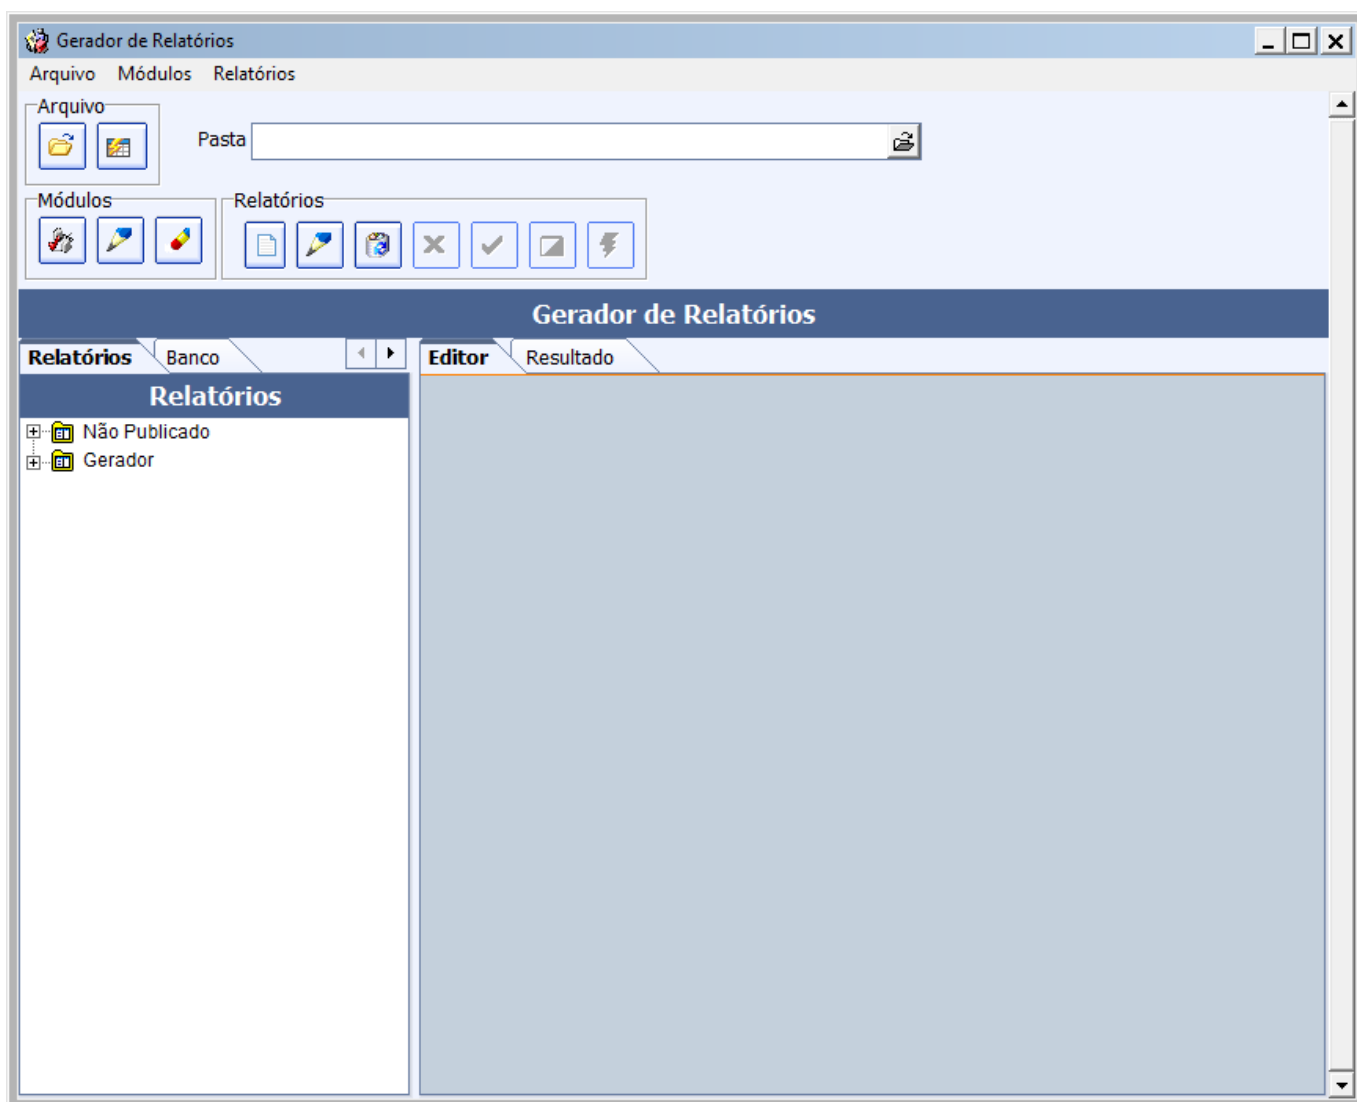 Gerador de Relatórios
Arquivo Módulos Relatórios
Arquivo
Pasta
Módulos Relatórios
Gerador de Relatórios
Relatórios Banco Editor Resultado
Relatórios
Não Publicado
Gerador